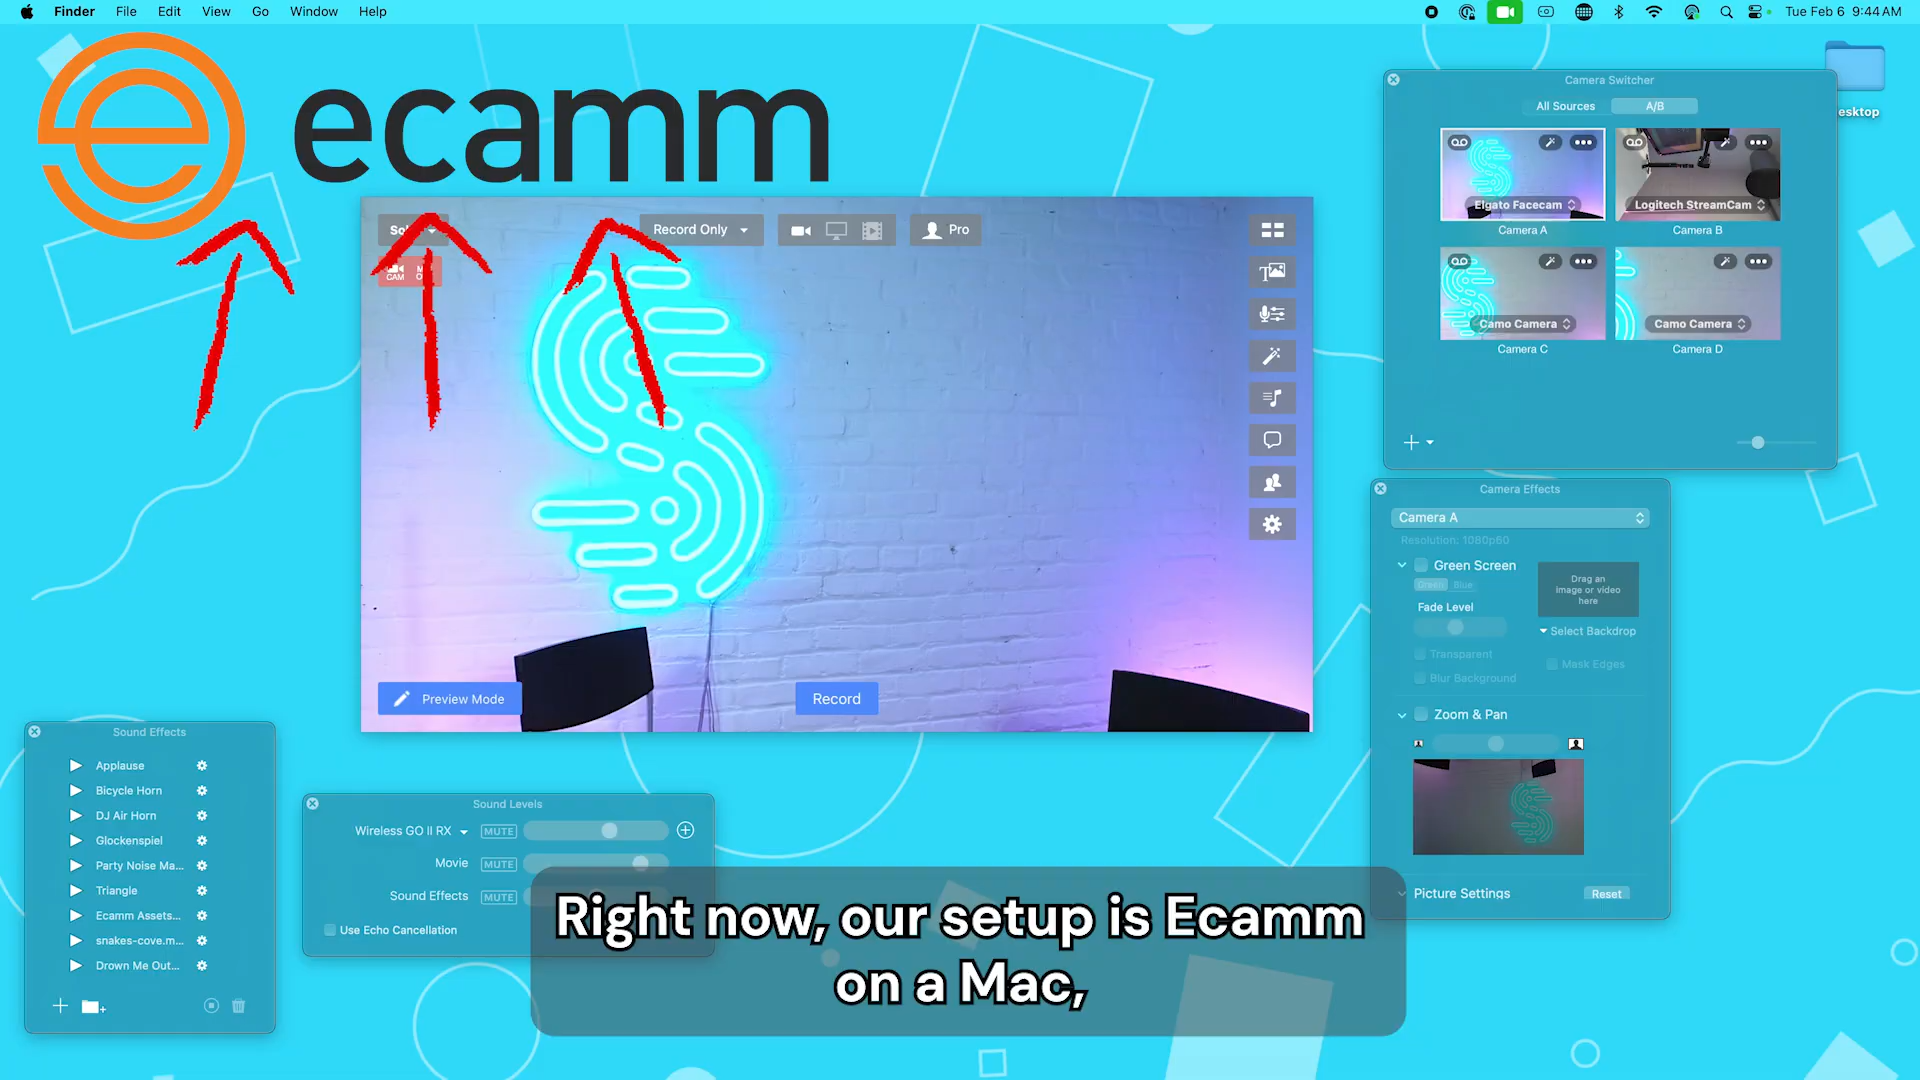 Finder File Edit View Go Window Help
Tue Feb 6 9:44 AM
ecamm
Record Only
Pro
CAM
Preview Mode
Record
Camera Switcher
All Sources A/B
Elgato Facecam
Camera A
Logitech StreamCam
Camera B
Camo Camera
Camera C
Camo Camera
Camera D
esktop
Camera Effects
Camera A
Resolution: 1080p60
Green Screen
Green Blue
Fade Level
Drag an
image or video
here
Select Backdrop
Transparent
Mask Edges
Blur Background
Zoom & Pan
Picture Settings
Reset
Sound Effects
Applause
Bicycle Horn
DJ Air Horn
Glockenspiel
Party Noise Ma...
Triangle
Ecamm Assets...
snakes-cove.m...
Drown Me Out...
Sound Levels
Wireless GO II RX MUTE
Movie MUTE
Sound Effects MUTE
Use Echo Cancellation
Right now, our setup is Ecamm
on a Mac,